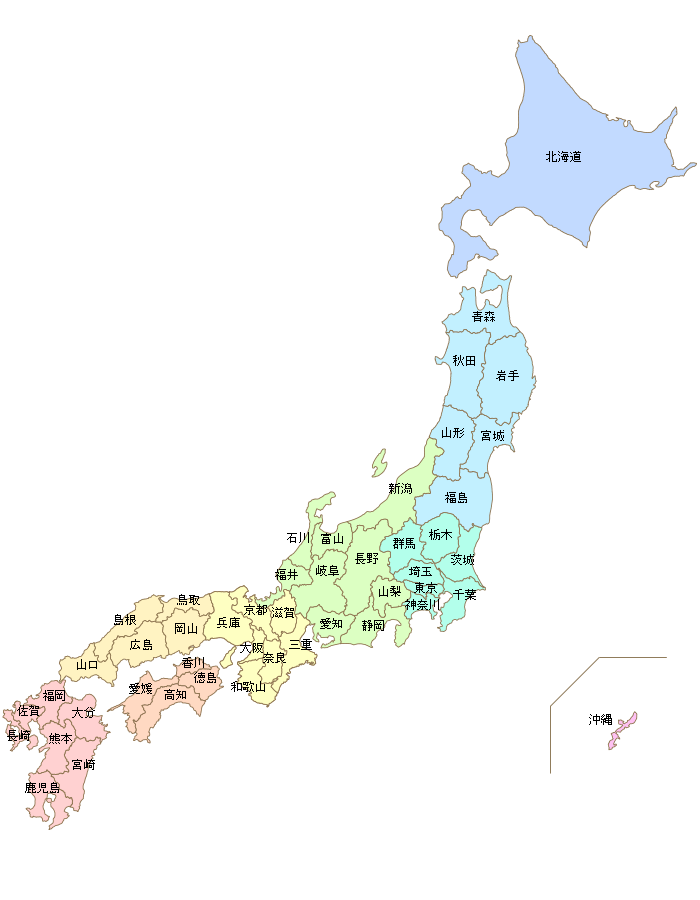 北海道
青森
秋田
岩手
山形
宮城
新潟
福島
石川
富山
群馬
栃木
長野
茨城
福井
岐阜
埼玉
東京
山梨
千葉
神奈川
鳥取
京都
滋賀
島根
岡山
兵庫
愛知
静岡
広島
大阪
三重
奈良
山口
香川
徳島
和歌山
愛媛
高知
福岡
佐賀
大分
長崎
熊本
宮崎
鹿児島
沖縄